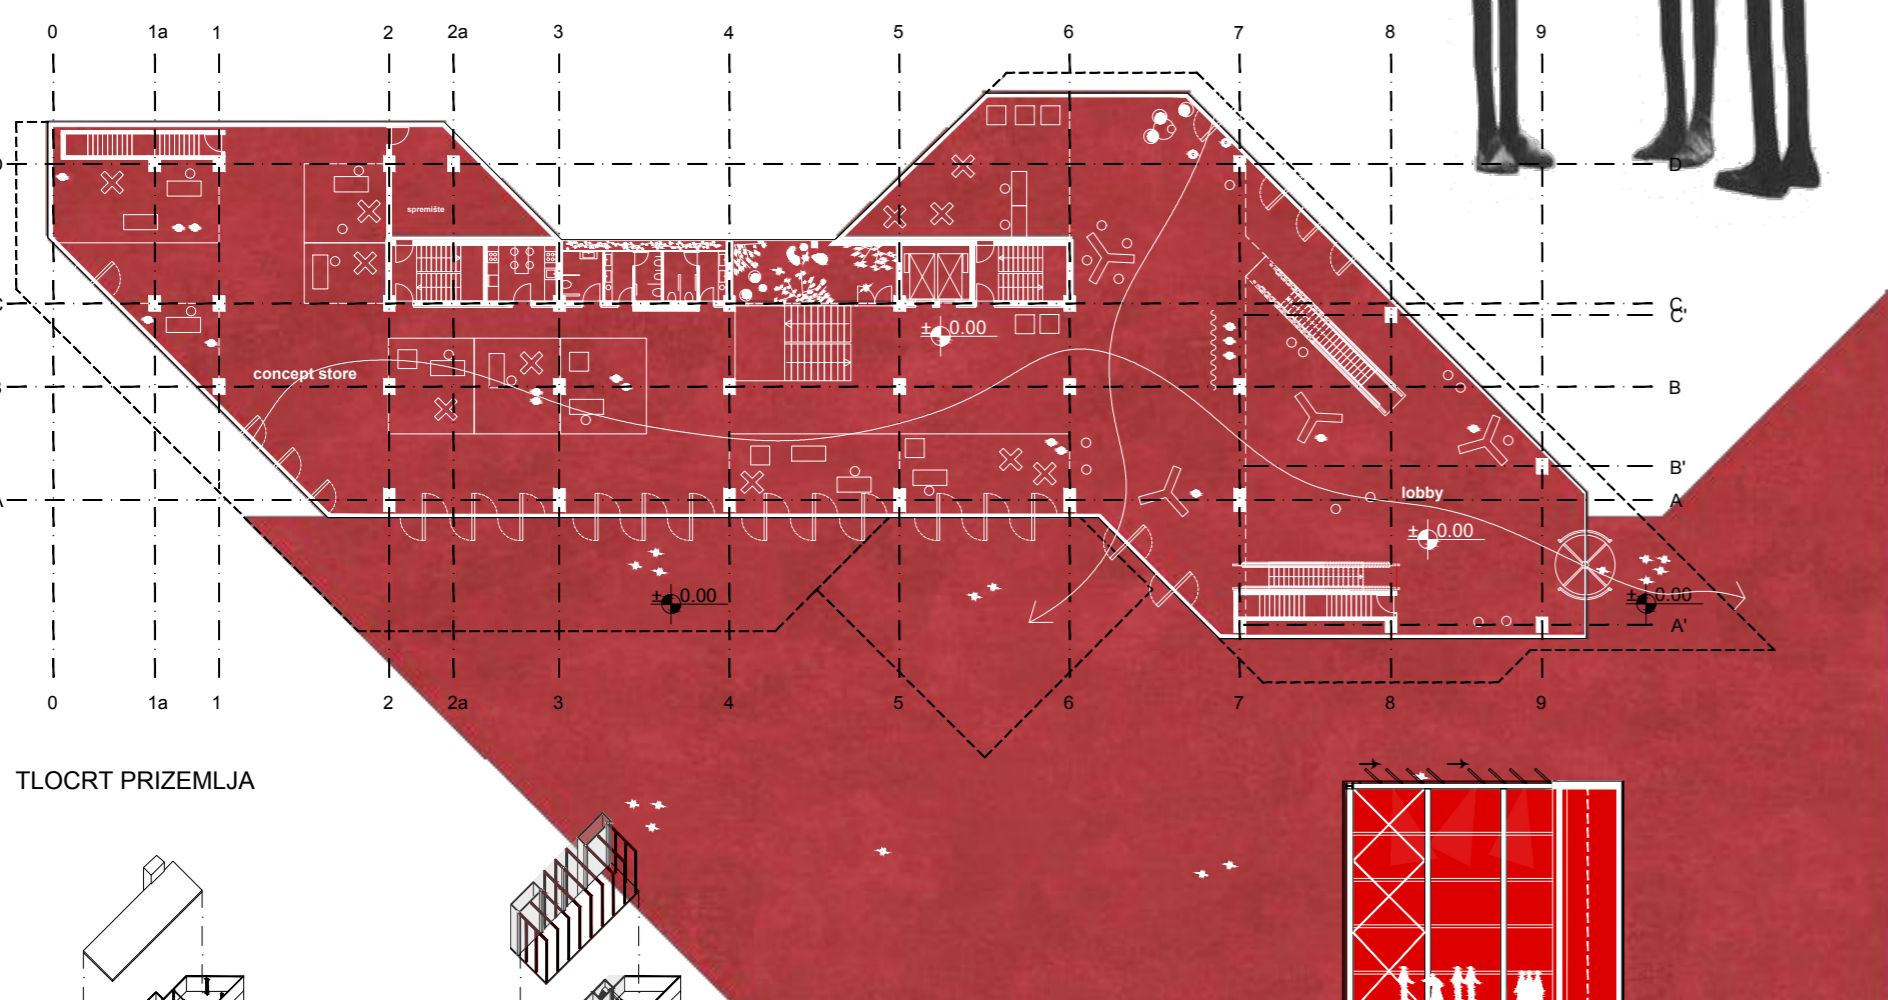 0 1a 1 2 2a 3 4 5 6 7 8 9
D
spremište
C
C'
± 0.00
concept store
B
B'
lobby
A
± 0.00
± 0.00
± 0.00
A'
0 1a 1 2 2a 3 4 5 6 7 8 9
TLOCRT PRIZEMLJA